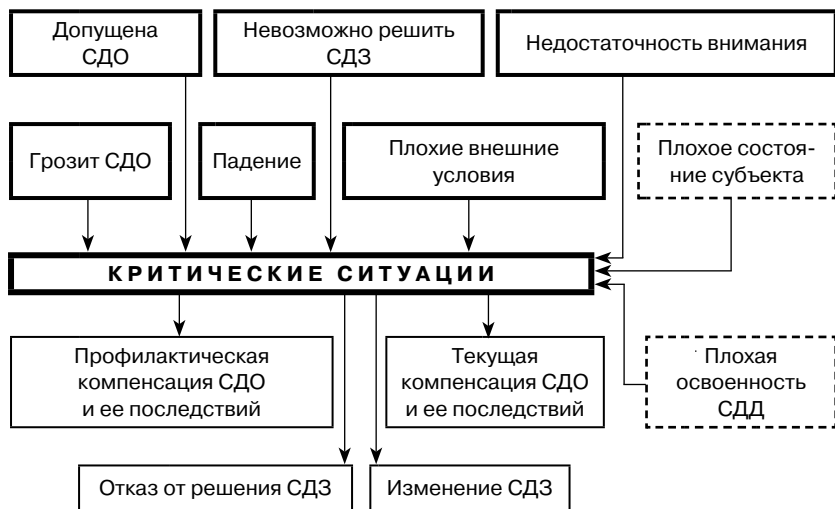 Допущена
СДО
Невозможно решить
СДЗ
Недостаточность внимания
Грозит СДО
Падение
Плохие внешние
условия
Плохое состоя-
ние субъекта
КРИТИЧЕСКИЕ СИТУАЦИИ
Профилактическая
компенсация СДО
и ее последствий
Текущая
компенсация СДО
и ее последствий
Плохая
освоенность
СДД
Отказ от решения СДЗ
Изменение СДЗ